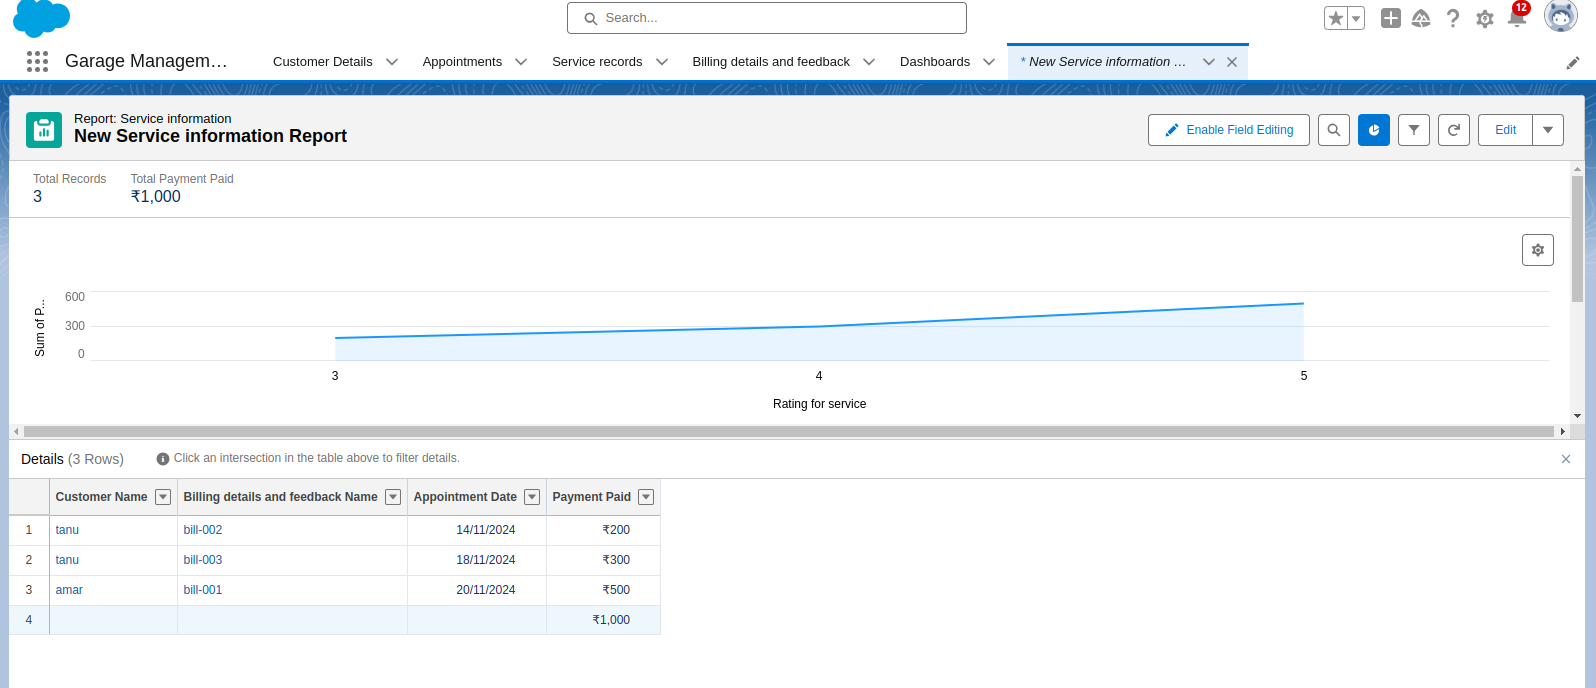 Search...
12
Garage Managem...
Customer Details
Appointments
Service records
Billing details and feedback
Dashboards
* New Service information ...
Report: Service information
New Service information Report
Enable Field Editing
Edit
Total Records
Total Payment Paid
3
₹1,000
Sum of P...
600
300
0
3
4
5
Rating for service
Details (3 Rows)
Click an intersection in the table above to filter details.
Customer Name
Billing details and feedback Name
Appointment Date
Payment Paid
1 tanu bill-002 14/11/2024 ₹200
2 tanu bill-003 18/11/2024 ₹300
3 amar bill-001 20/11/2024 ₹500
4 ₹1,000